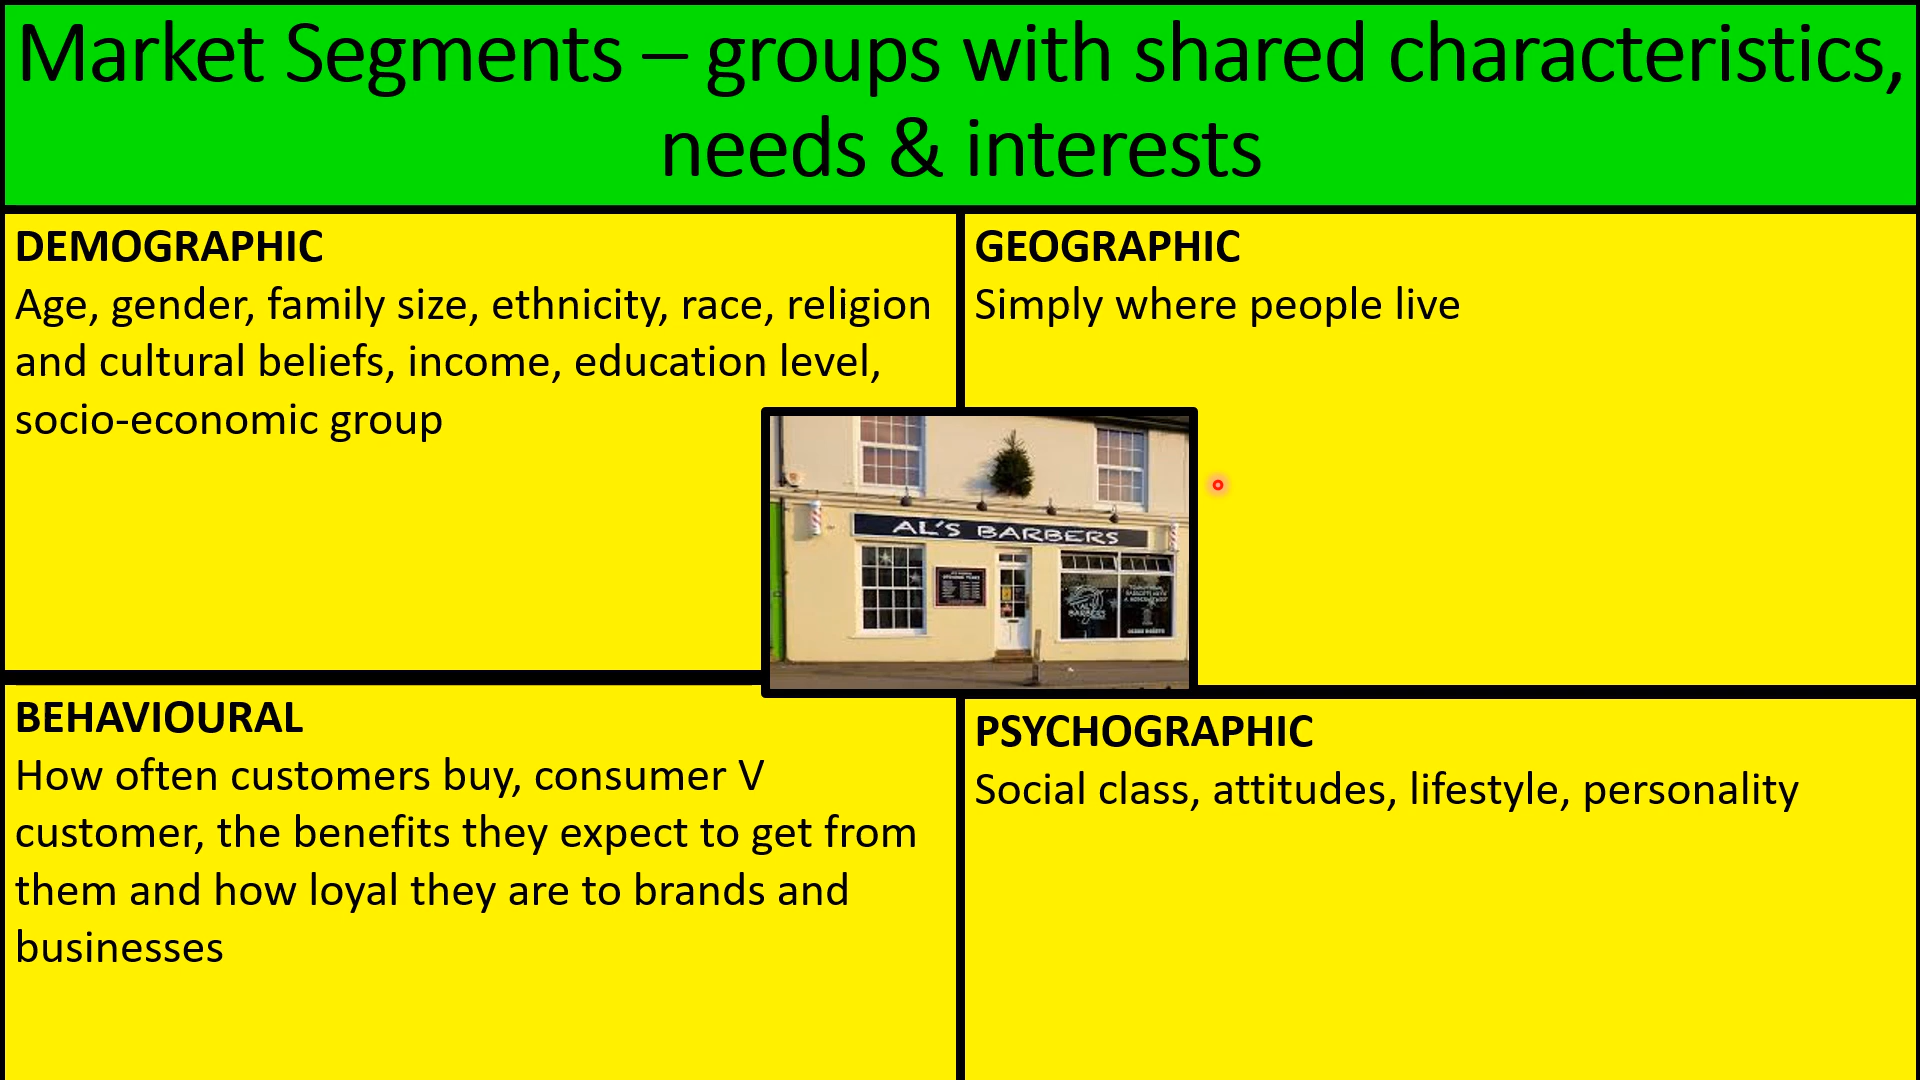 Market Segments – groups with shared characteristics,
needs & interests
DEMOGRAPHIC
Age, gender, family size, ethnicity, race, religion
and cultural beliefs, income, education level,
socio-economic group
GEOGRAPHIC
Simply where people live
AL'S BARBERS
BEHAVIOURAL
How often customers buy, consumer V
customer, the benefits they expect to get from
them and how loyal they are to brands and
businesses
PSYCHOGRAPHIC
Social class, attitudes, lifestyle, personality